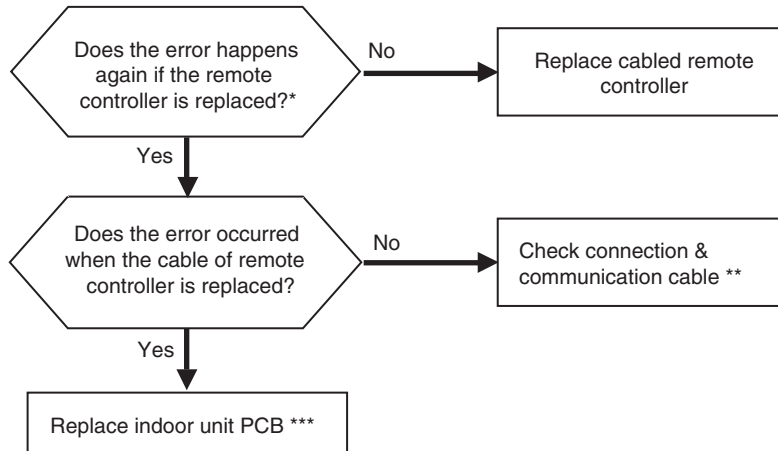 Does the error happens
again if the remote
controller is replaced?*
No
Replace cabled remote
controller
Yes
Does the error occurred
when the cable of remote
controller is replaced?
No
Check connection &
communication cable **
Yes
Replace indoor unit PCB ***